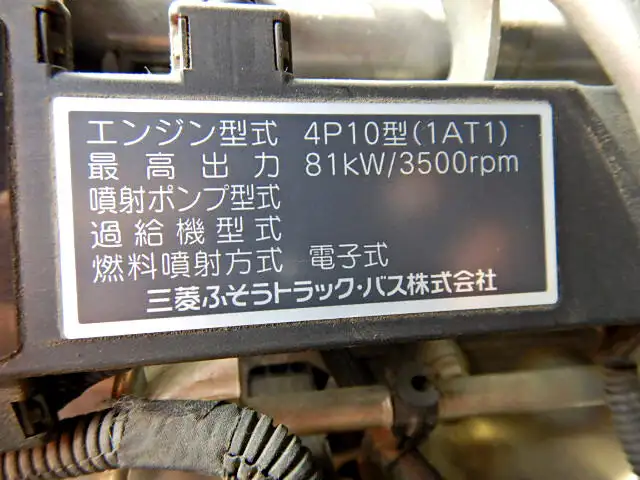 エンジン型式 4P10型(1AT1)
最高出力 81kW/3500rpm
噴射ポンプ型式
過給機型式
燃料噴射方式 電子式
三菱ふそうトラック・バス株式会社